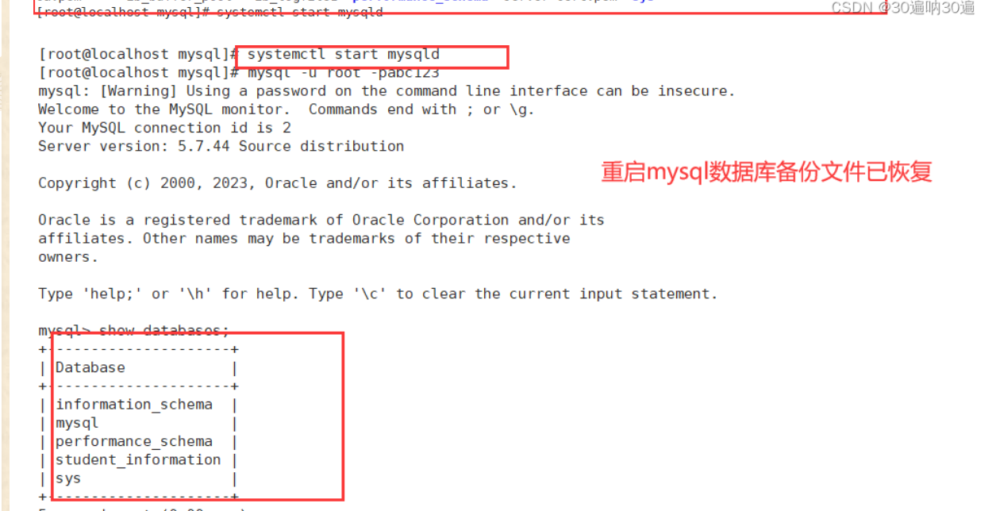 [root@localhost mysql]# systemctl start mysqld
CSDN @30遍呐30遍
[root@localhost mysql]# systemctl start mysqld
[root@localhost mysql]# mysql -u root -pabc123
mysql: [Warning] Using a password on the command line interface can be insecure.
Welcome to the MySQL monitor.  Commands end with ; or \g.
Your MySQL connection id is 2
Server version: 5.7.44 Source distribution
重启mysql数据库备份文件已恢复
Copyright (c) 2000, 2023, Oracle and/or its affiliates.
Oracle is a registered trademark of Oracle Corporation and/or its
affiliates. Other names may be trademarks of their respective
owners.
Type 'help;' or '\h' for help. Type '\c' to clear the current input statement.
mysql> show databases;
+--------------------+
| Database           |
+--------------------+
| information_schema |
| mysql              |
| performance_schema |
| student_information |
| sys                |
+--------------------+